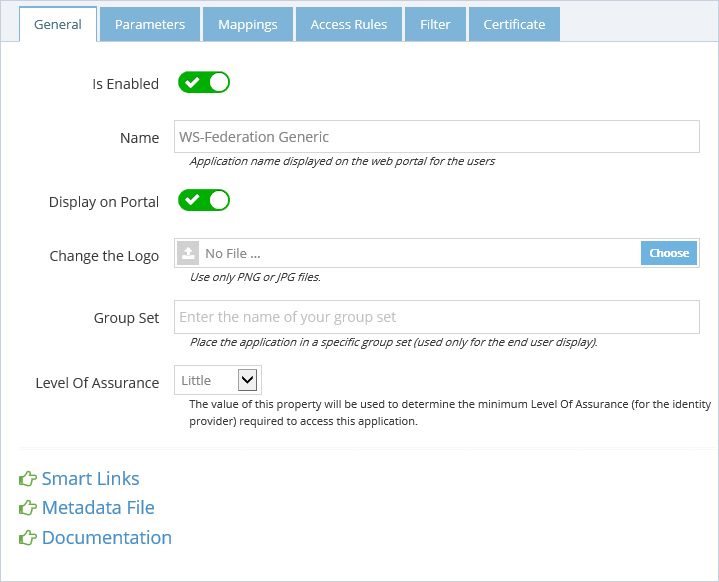 General Parameters Mappings Access Rules Filter Certificate
Is Enabled
Name WS-Federation Generic
Application name displayed on the web portal for the users
Display on Portal
Change the Logo No File ... Choose
Use only PNG or JPG files.
Group Set Enter the name of your group set
Place the application in a specific group set (used only for the end user display).
Level Of Assurance Little
The value of this property will be used to determine the minimum Level Of Assurance (for the identity
provider) required to access this application.
Smart Links
Metadata File
Documentation